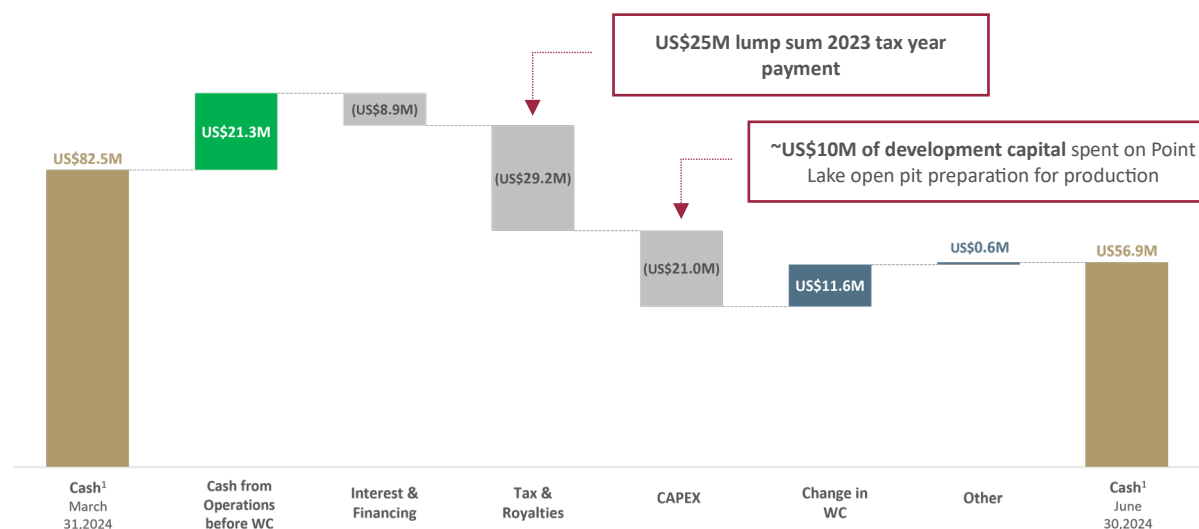 US$25M lump sum 2023 tax year
payment
~US$10M of development capital spent on Point
Lake open pit preparation for production
US$82.5M
US$21.3M
(US$8.9M)
(US$29.2M)
(US$21.0M)
US$11.6M
US$0.6M
US56.9M
Cash¹
March
31,2024
Cash from
Operations
before WC
Interest &
Financing
Tax &
Royalties
CAPEX
Change in
WC
Other
Cash¹
June
30,2024